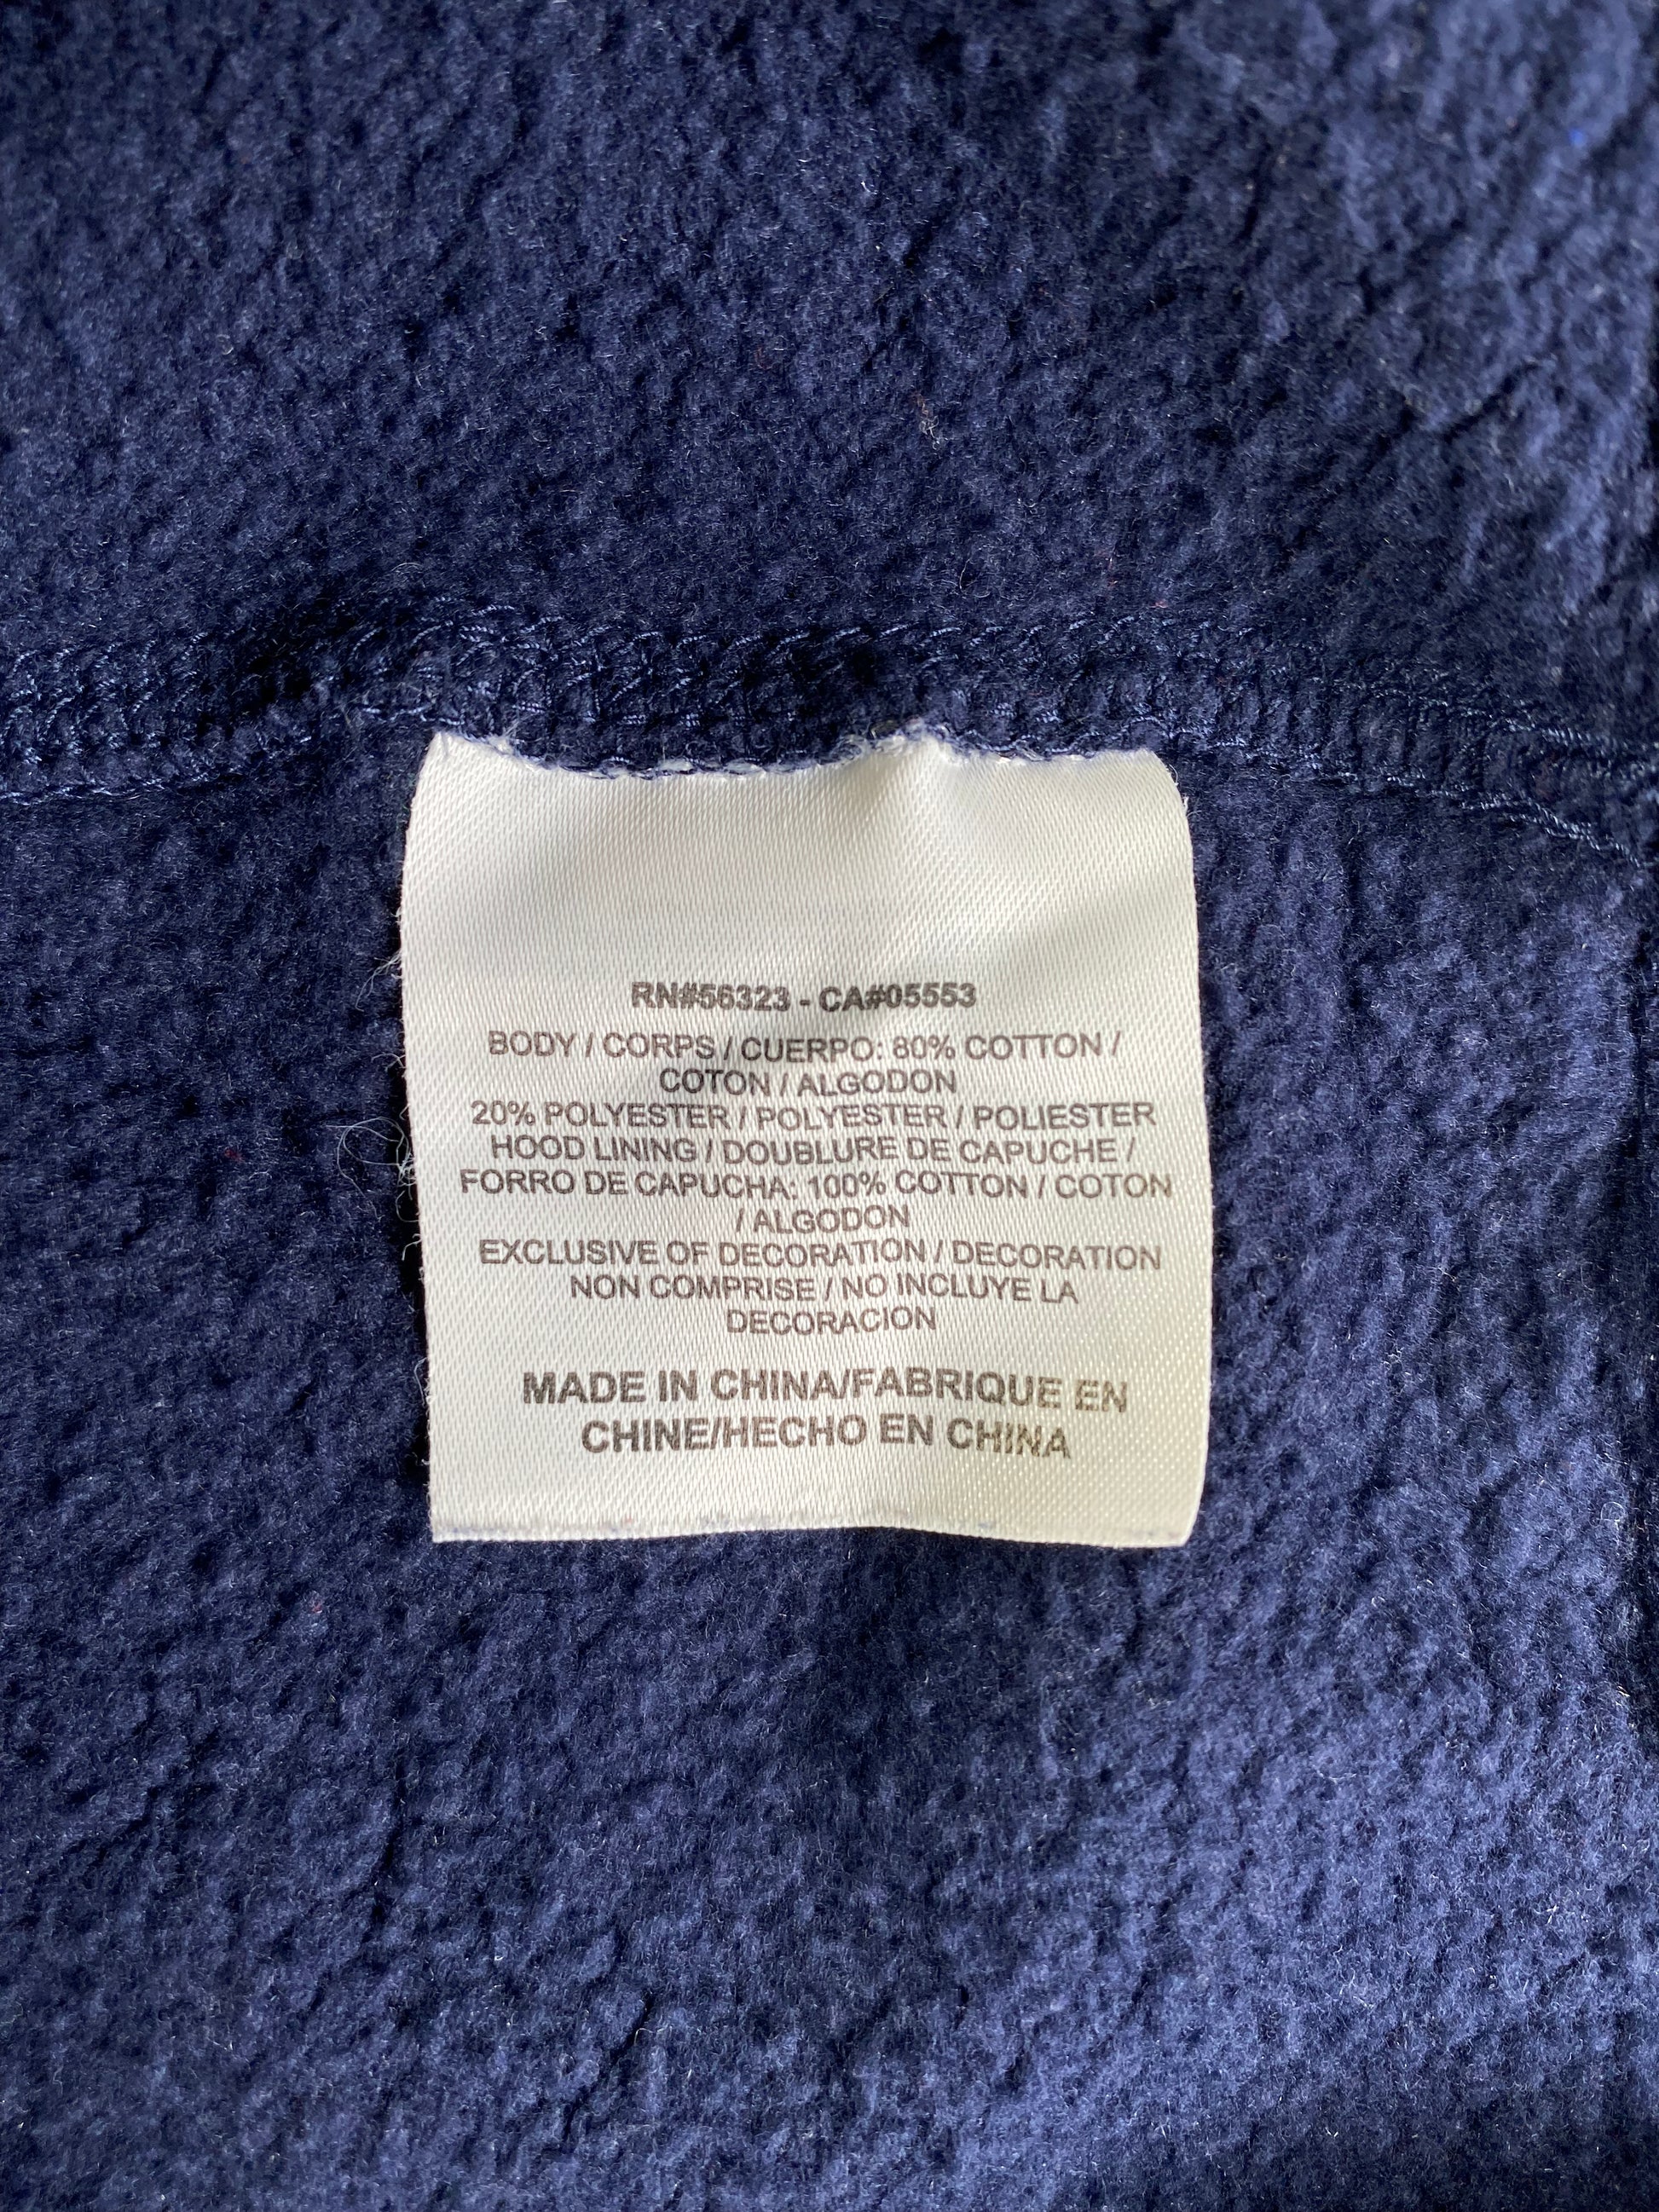 RN#56323 - CA#05553
BODY / CORPS / CUERPO: 80% COTTON /
COTON / ALGODON
20% POLYESTER / POLYESTER / POLIESTER
HOOD LINING / DOUBLURE DE CAPUCHE /
FORRO DE CAPUCHA: 100% COTTON / COTON
/ ALGODON
EXCLUSIVE OF DECORATION / DECORATION
NON COMPRISE / NO INCLUYE LA
DECORACION
MADE IN CHINA/FABRIQUE EN
CHINE/HECHO EN CHINA